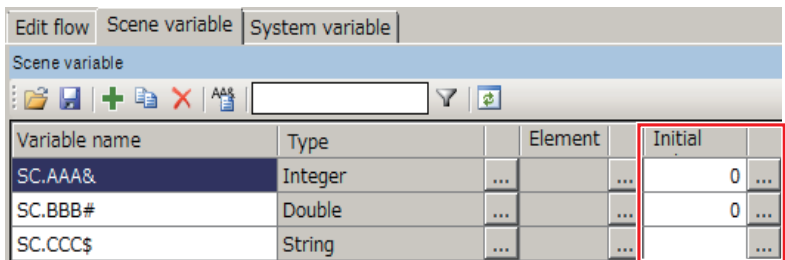 Edit flow Scene variable System variable
Scene variable
AA&
Variable name Type Element Initial
SC.AAA& Integer ... ... 0 ...
SC.BBB# Double ... ... 0 ...
SC.CCC$ String ... ... ...